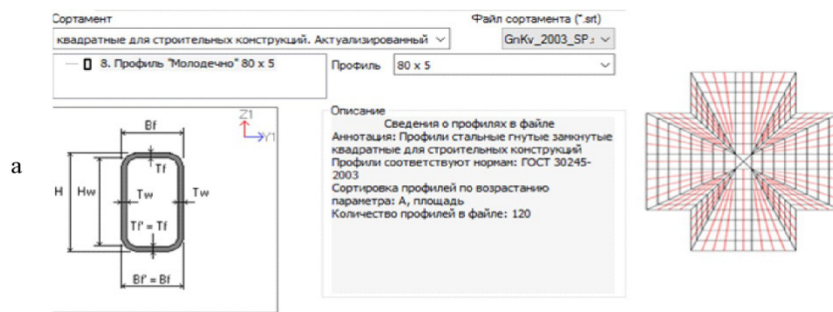 Сортамент
Файл сортамента (*.srt)
квадратные для строительных конструкций. Актуализированный
GnKv_2003_SP.s
8. Профиль "Молодечно" 80 x 5
Профиль
80 x 5
Описание
Сведения о профилях в файле
Аннотация: Профили стальные гнутые замкнутые
квадратные для строительных конструкций
Профили соответствуют нормам: ГОСТ 30245-
2003
Сортировка профилей по возрастанию
параметра: A, площадь
Количество профилей в файле: 120
а
Bf
Z1
Y1
Tf
H
Hw
Tw
Tw
Tf' = Tf
Bf' = Bf